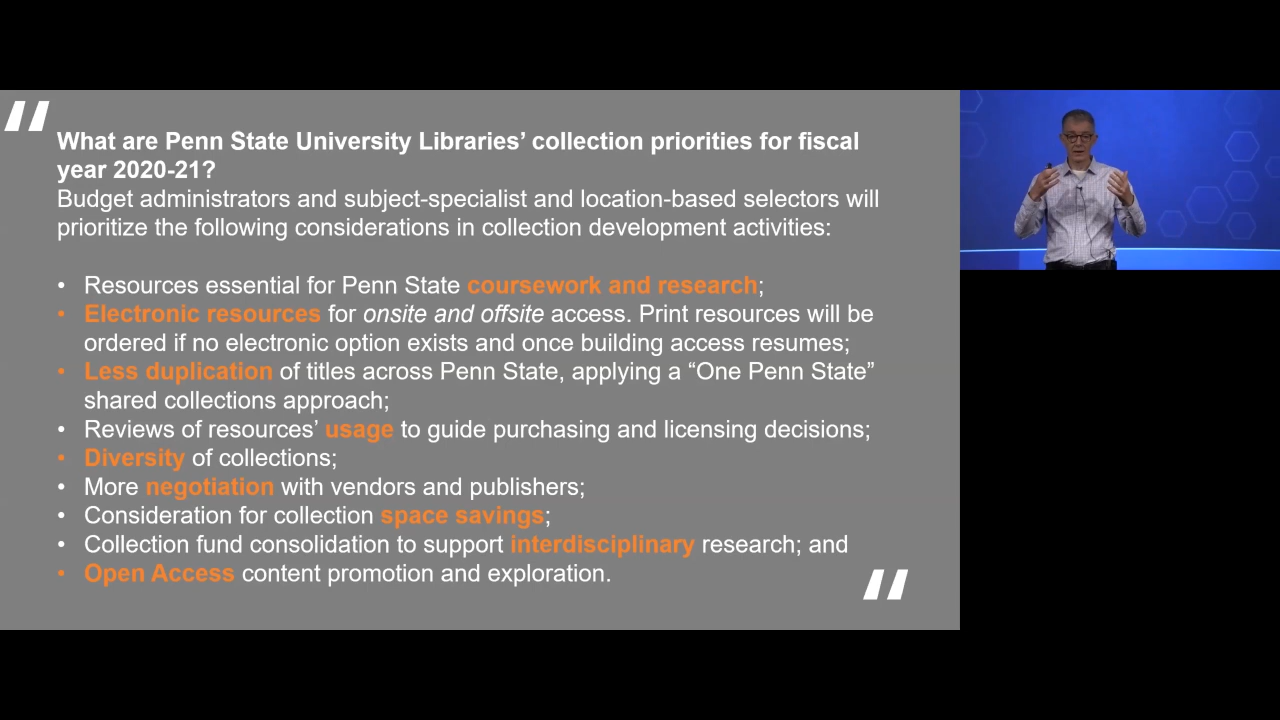 What are Penn State University Libraries’ collection priorities for fiscal
year 2020-21?
Budget administrators and subject-specialist and location-based selectors will
prioritize the following considerations in collection development activities:
• Resources essential for Penn State coursework and research;
• Electronic resources for onsite and offsite access. Print resources will be
ordered if no electronic option exists and once building access resumes;
• Less duplication of titles across Penn State, applying a “One Penn State”
shared collections approach;
• Reviews of resources’ usage to guide purchasing and licensing decisions;
• Diversity of collections;
• More negotiation with vendors and publishers;
• Consideration for collection space savings;
• Collection fund consolidation to support interdisciplinary research; and
• Open Access content promotion and exploration.